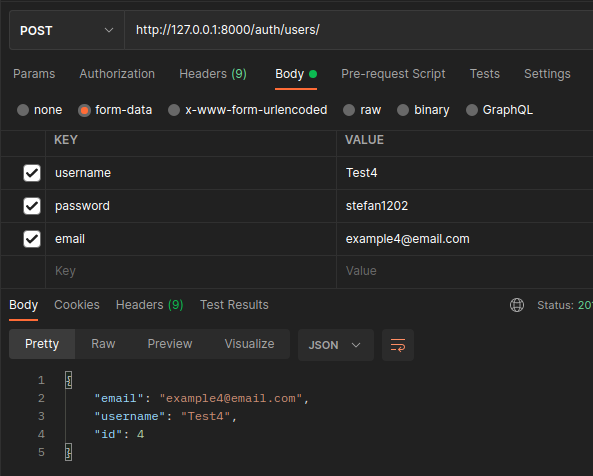 POST http://127.0.0.1:8000/auth/users/
Params Authorization Headers (9) Body Pre-request Script Tests Settings
none form-data x-www-form-urlencoded raw binary GraphQL
KEY VALUE
username Test4
password stefan1202
email example4@email.com
Key Value
Body Cookies Headers (9) Test Results Status: 201
Pretty Raw Preview Visualize JSON
1 {
2 "email": "example4@email.com",
3 "username": "Test4",
4 "id": 4
5 }